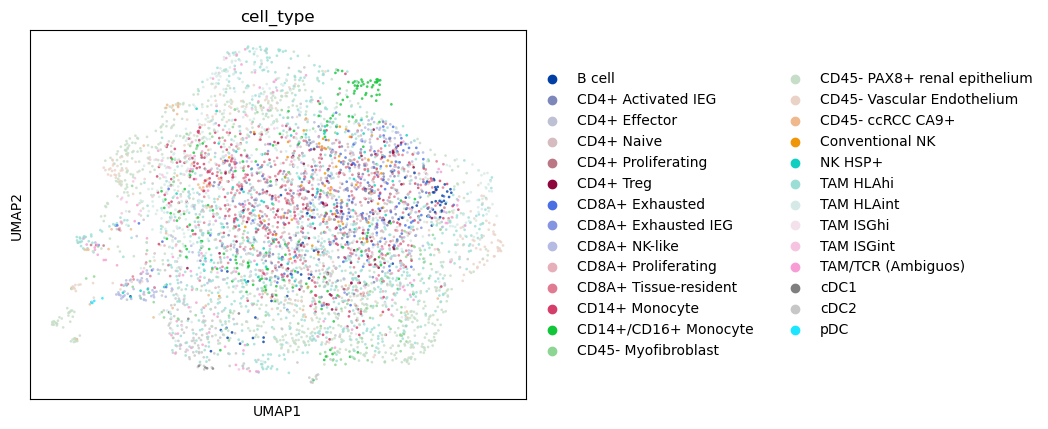 cell_type
UMAP2
UMAP1
B cell
CD4+ Activated IEG
CD4+ Effector
CD4+ Naive
CD4+ Proliferating
CD4+ Treg
CD8A+ Exhausted
CD8A+ Exhausted IEG
CD8A+ NK-like
CD8A+ Proliferating
CD8A+ Tissue-resident
CD14+ Monocyte
CD14+/CD16+ Monocyte
CD45- Myofibroblast
CD45- PAX8+ renal epithelium
CD45- Vascular Endothelium
CD45- ccRCC CA9+
Conventional NK
NK HSP+
TAM HLAhi
TAM HLAint
TAM ISGhi
TAM ISGint
TAM/TCR (Ambiguos)
cDC1
cDC2
pDC